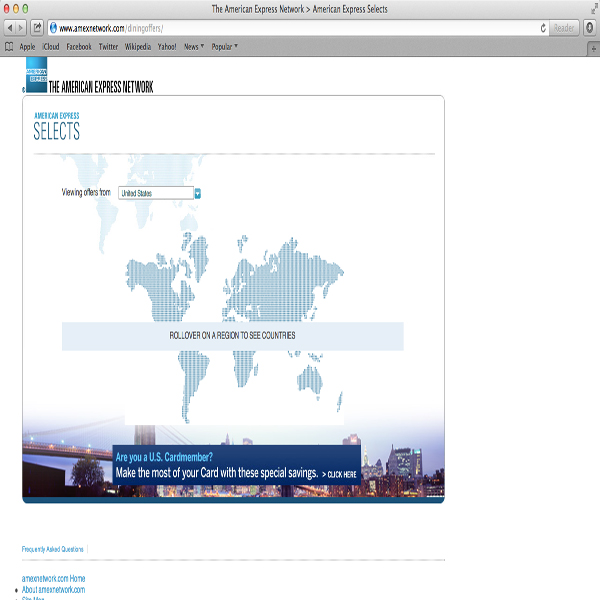 The American Express Network > American Express Selects
www.amexnetwork.com/diningoffers/
Reader
Apple iCloud Facebook Twitter Wikipedia Yahoo! News Popular
AMERICAN EXPRESS
THE AMERICAN EXPRESS NETWORK
AMERICAN EXPRESS
SELECTS
Viewing offers from United States
ROLLOVER ON A REGION TO SEE COUNTRIES
Are you a U.S. Cardmember?
Make the most of your Card with these special savings. > CLICK HERE
Frequently Asked Questions
amexnetwork.com Home
About amexnetwork.com
Site Map